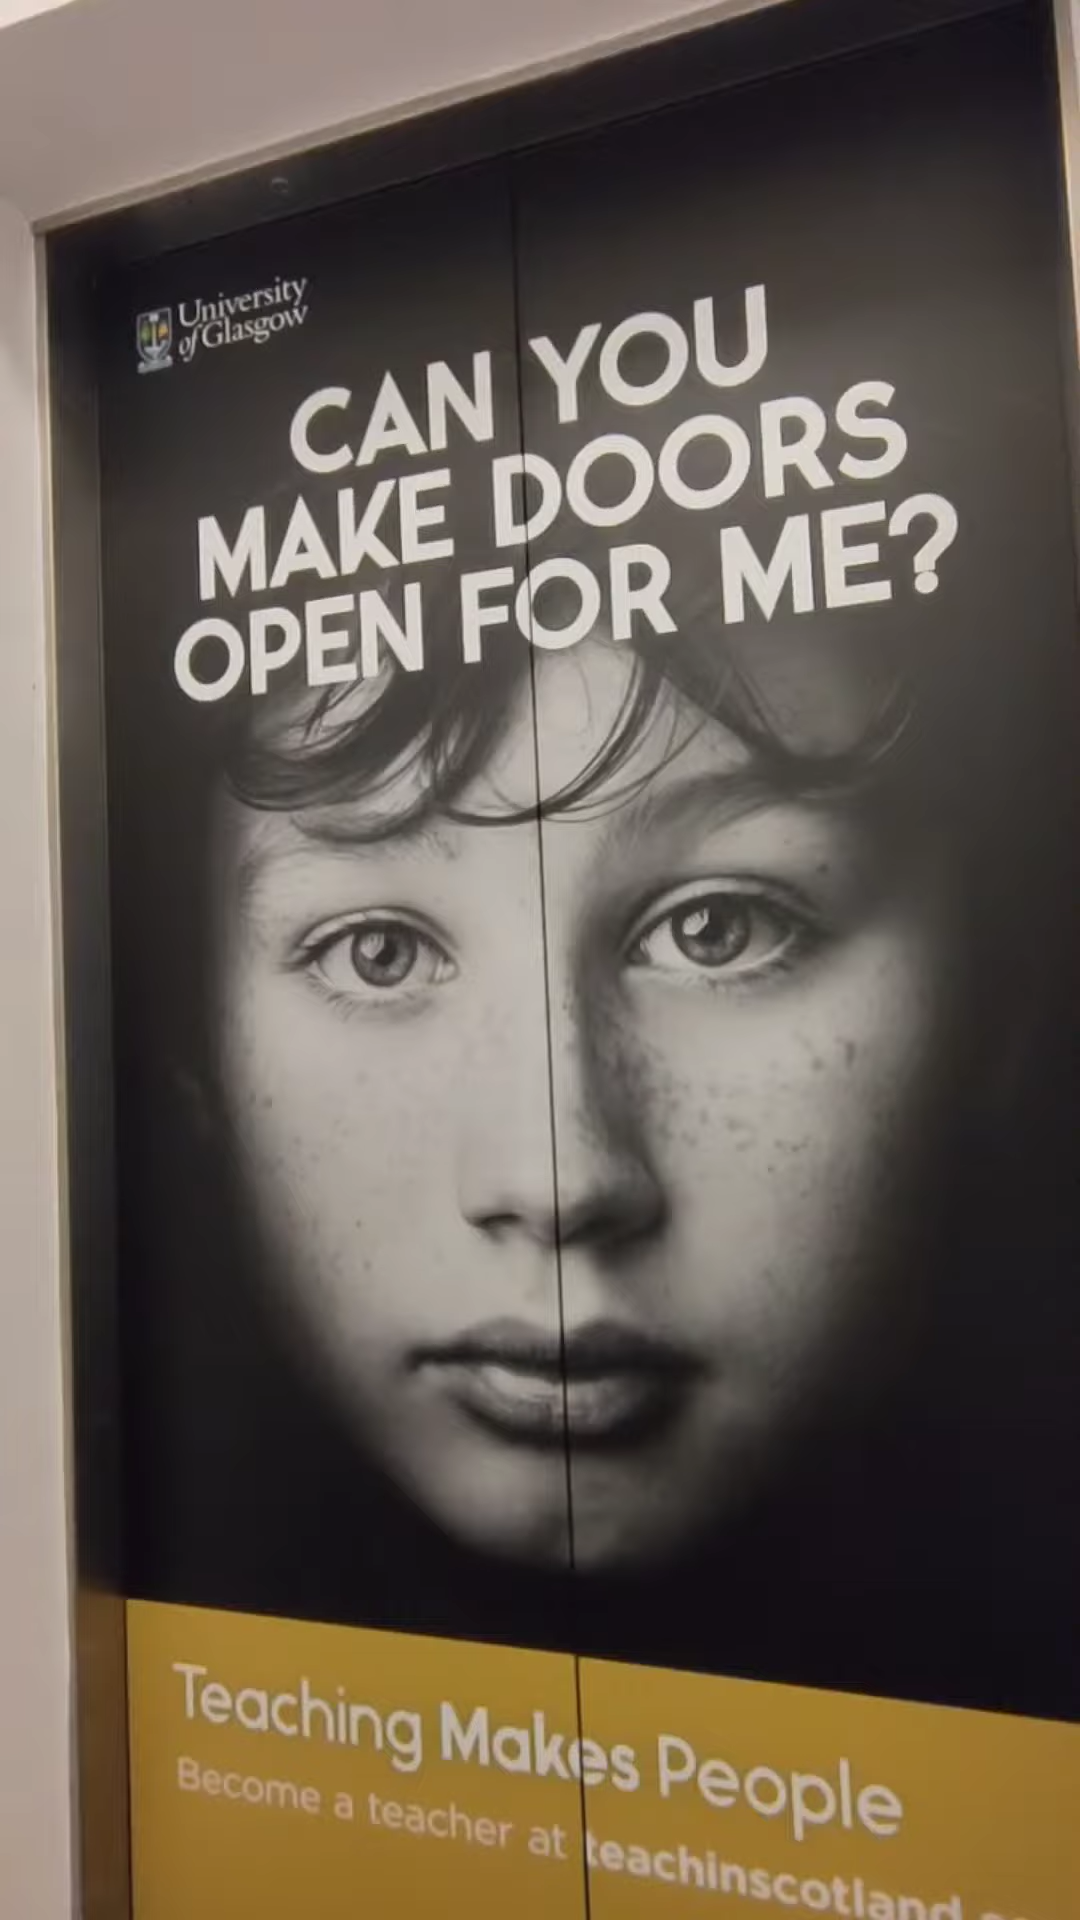 University
of Glasgow
CAN YOU
MAKE DOORS
OPEN FOR ME?
Teaching Makes People
Become a teacher at teachinscotland